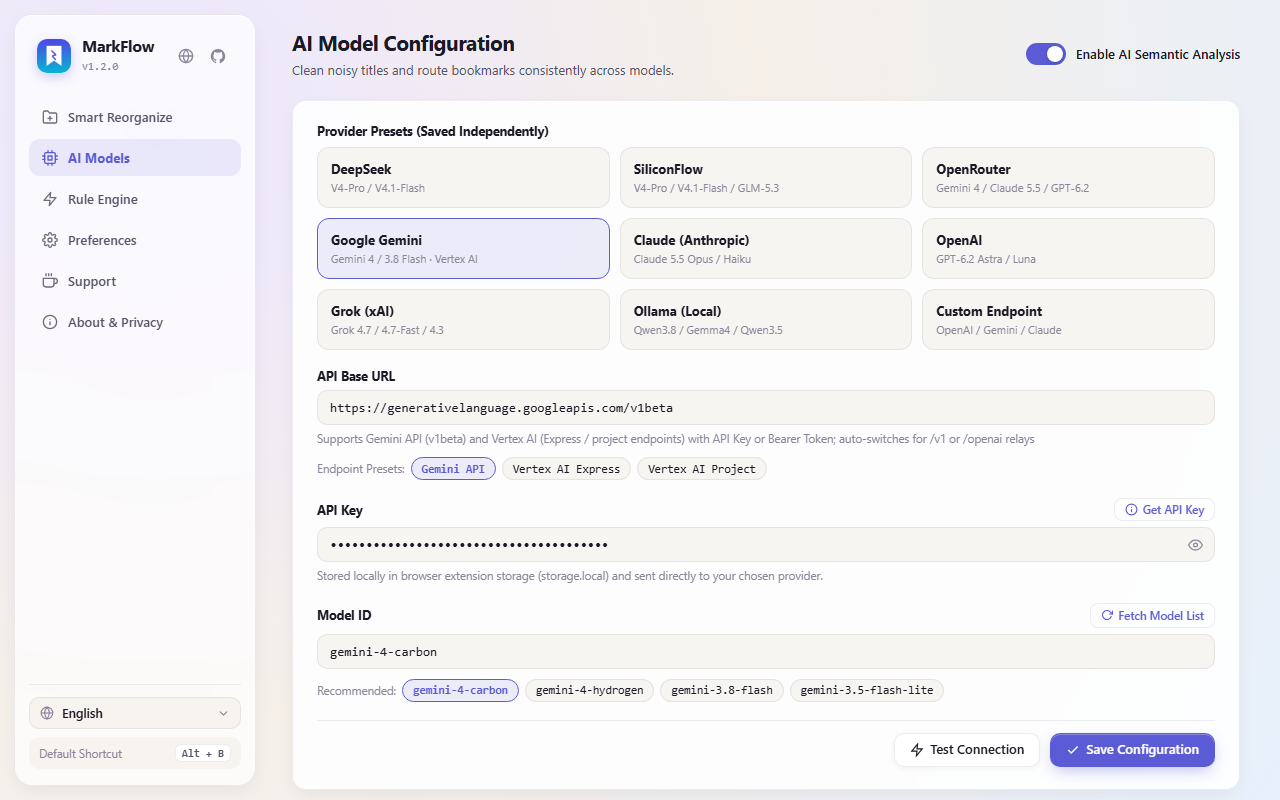 MarkFlow
v1.2.0
Smart Reorganize
AI Models
Rule Engine
Preferences
Support
About & Privacy
English
Default Shortcut
Alt + B
AI Model Configuration
Clean noisy titles and route bookmarks consistently across models.
Enable AI Semantic Analysis
Provider Presets (Saved Independently)
DeepSeek
V4-Pro / V4.1-Flash
SiliconFlow
V4-Pro / V4.1-Flash / GLM-5.3
OpenRouter
Gemini 4 / Claude 5.5 / GPT-6.2
Google Gemini
Gemini 4 / 3.8 Flash · Vertex AI
Claude (Anthropic)
Claude 5.5 Opus / Haiku
OpenAI
GPT-6.2 Astra / Luna
Grok (xAI)
Grok 4.7 / 4.7-Fast / 4.3
Ollama (Local)
Qwen3.8 / Gemma4 / Qwen3.5
Custom Endpoint
OpenAI / Gemini / Claude
API Base URL
https://generativelanguage.googleapis.com/v1beta
Supports Gemini API (v1beta) and Vertex AI (Express / project endpoints) with API Key or Bearer Token; auto-switches for /v1 or /openai relays
Endpoint Presets:
Gemini API
Vertex AI Express
Vertex AI Project
API Key
Get API Key
•••••••••••••••••••••••••••••••••••••••
Stored locally in browser extension storage (storage.local) and sent directly to your chosen provider.
Model ID
Fetch Model List
gemini-4-carbon
Recommended:
gemini-4-carbon
gemini-4-hydrogen
gemini-3.8-flash
gemini-3.5-flash-lite
Test Connection
Save Configuration